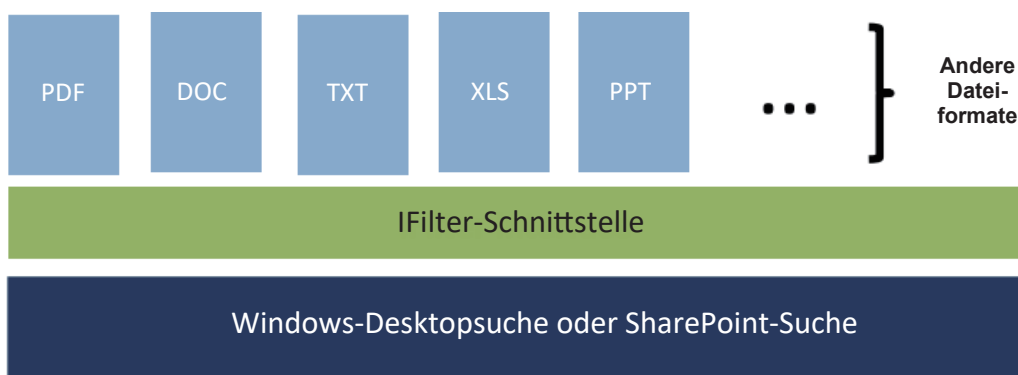 PDF
DOC
TXT
XLS
PPT
...
Andere
Datei-
formate
IFilter-Schnittstelle
Windows-Desktopsuche oder SharePoint-Suche